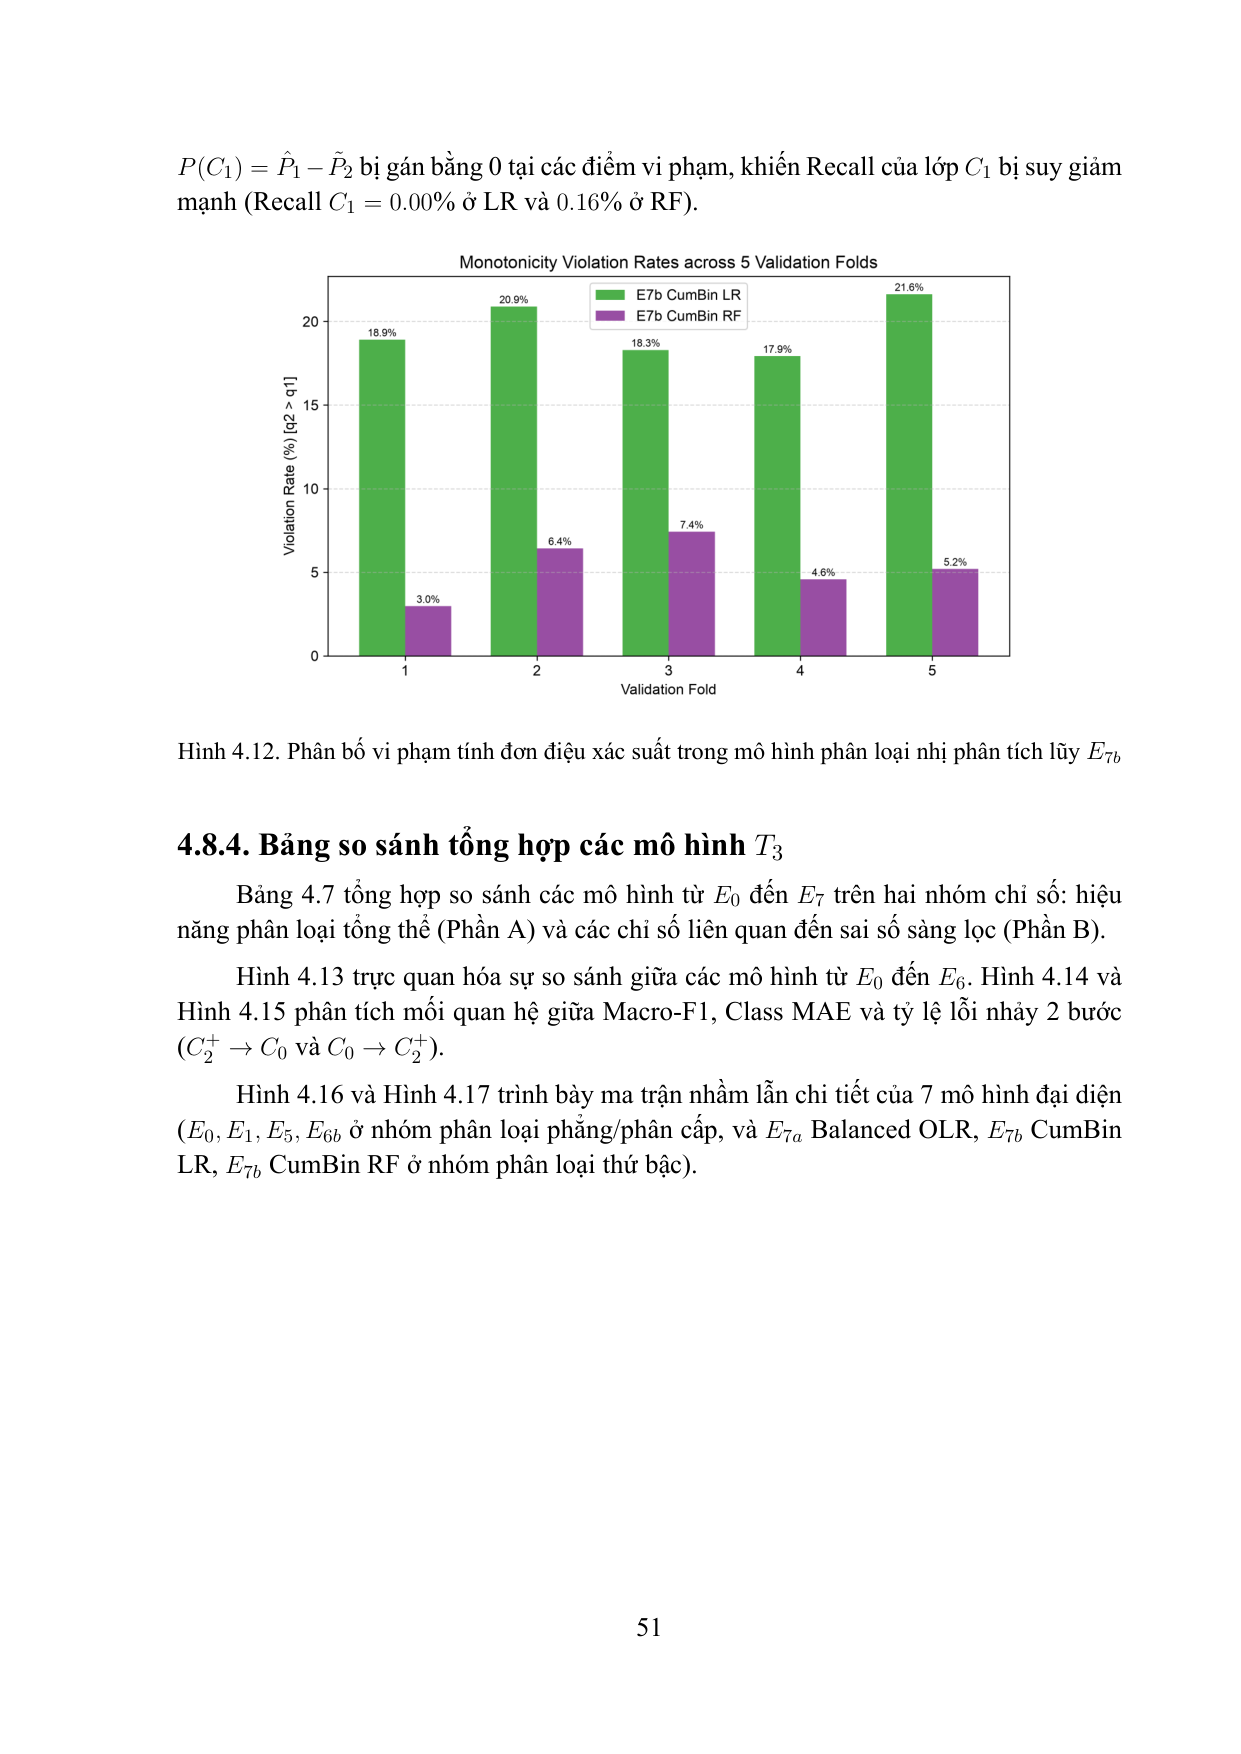 P(C₁) = P̂₁ − P̃₂ bị gán bằng 0 tại các điểm vi phạm, khiến Recall của lớp C₁ bị suy giảm
mạnh (Recall C₁ = 0.00% ở LR và 0.16% ở RF).
Monotonicity Violation Rates across 5 Validation Folds
E7b CumBin LR
E7b CumBin RF
Violation Rate (%) [q2 > q1]
20
15
10
5
0
18.9%
3.0%
20.9%
6.4%
18.3%
7.4%
17.9%
4.6%
21.6%
5.2%
1 2 3 4 5
Validation Fold
Hình 4.12. Phân bố vi phạm tính đơn điệu xác suất trong mô hình phân loại nhị phân tích lũy E₇b
4.8.4. Bảng so sánh tổng hợp các mô hình T₃
Bảng 4.7 tổng hợp so sánh các mô hình từ E₀ đến E₇ trên hai nhóm chỉ số: hiệu
năng phân loại tổng thể (Phần A) và các chỉ số liên quan đến sai số sàng lọc (Phần B).
Hình 4.13 trực quan hóa sự so sánh giữa các mô hình từ E₀ đến E₆. Hình 4.14 và
Hình 4.15 phân tích mối quan hệ giữa Macro-F1, Class MAE và tỷ lệ lỗi nhảy 2 bước
(C₂⁺ → C₀ và C₀ → C₂⁺).
Hình 4.16 và Hình 4.17 trình bày ma trận nhầm lẫn chi tiết của 7 mô hình đại diện
(E₀, E₁, E₅, E₆b ở nhóm phân loại phẳng/phân cấp, và E₇a Balanced OLR, E₇b CumBin
LR, E₇b CumBin RF ở nhóm phân loại thứ bậc).
51